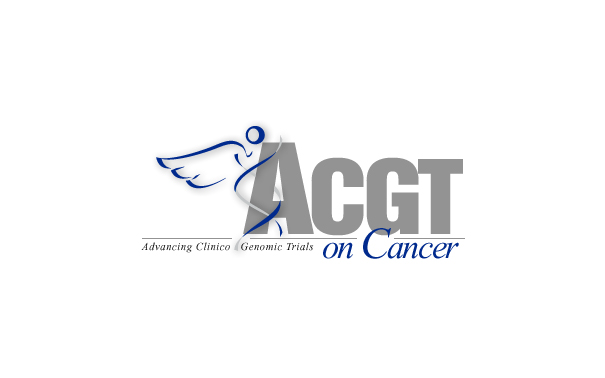 ACGT
Advancing Clinico Genomic Trials
on Cancer